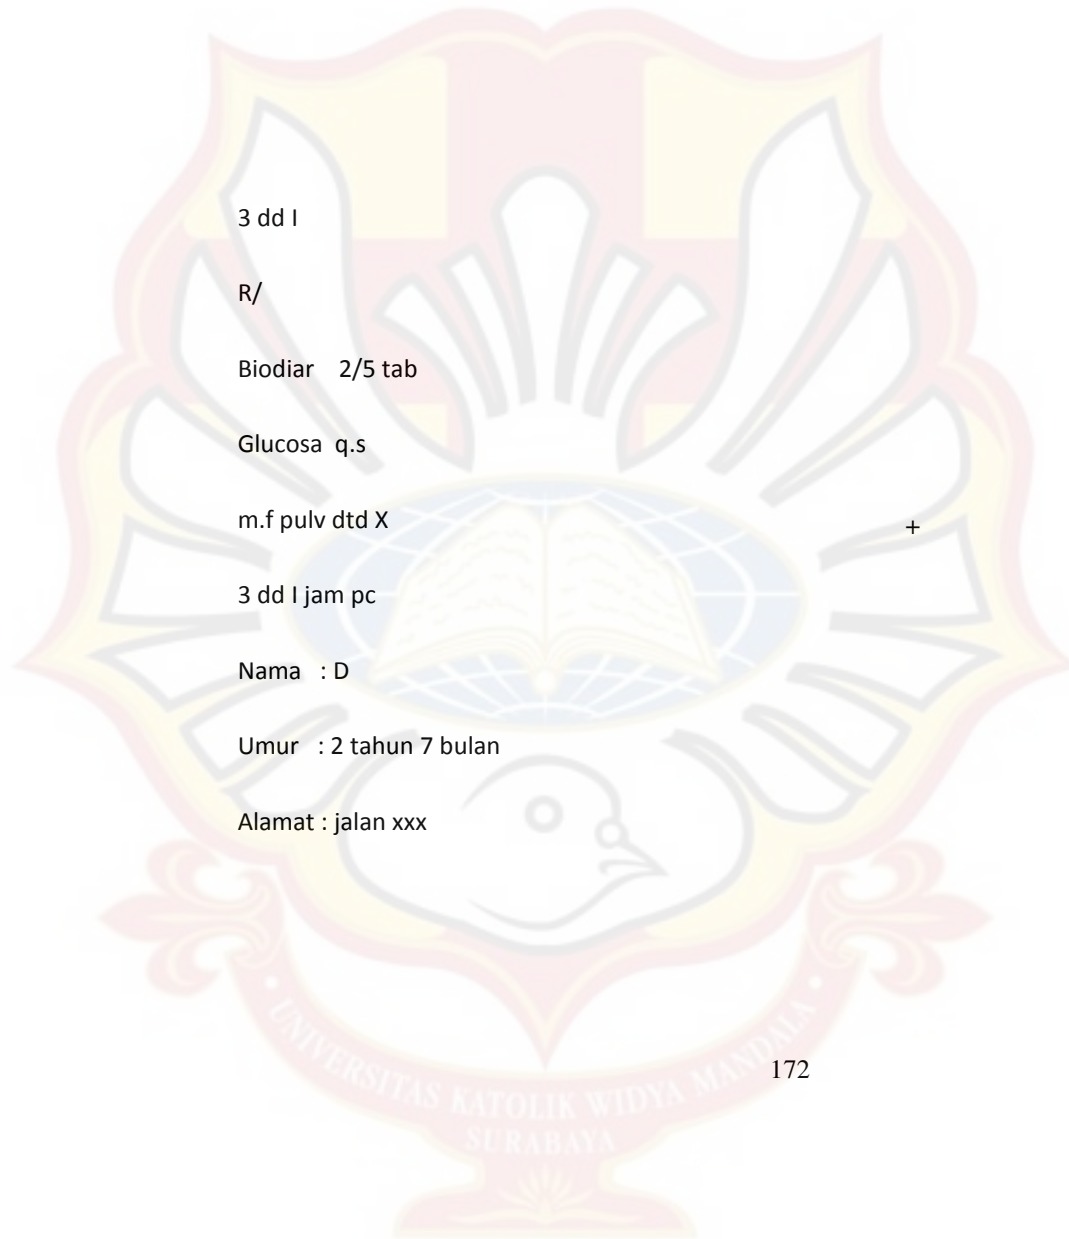 3 dd I
R/
Biodiar 2/5 tab
Glucosa q.s
m.f pulv dtd X +
3 dd I jam pc
Nama : D
Umur : 2 tahun 7 bulan
Alamat : jalan xxx
172
UNIVERSITAS KATOLIK WIDYA MANDALA
SURABAYA